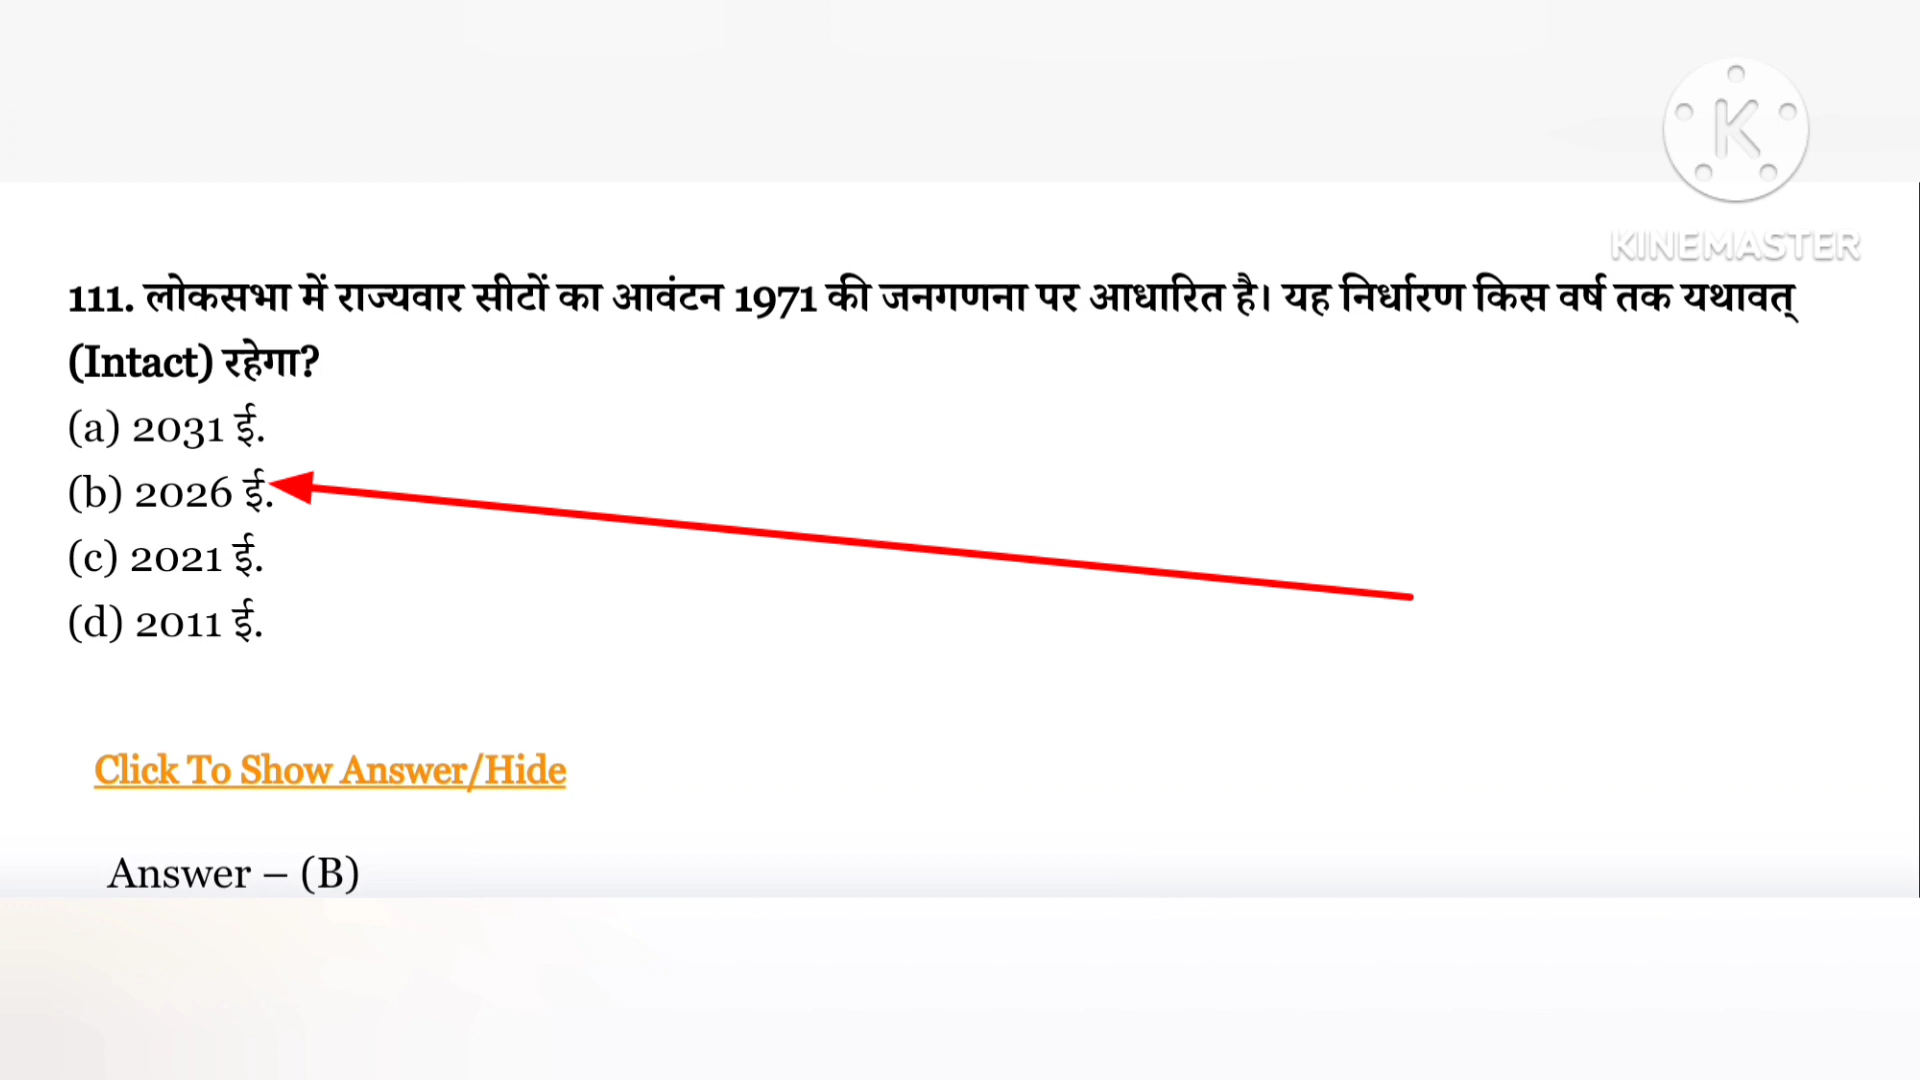 K
KINEMASTER
111. लोकसभा में राज्यवार सीटों का आवंटन 1971 की जनगणना पर आधारित है। यह निर्धारण किस वर्ष तक यथावत्
(Intact) रहेगा?
(a) 2031 ई.
(b) 2026 ई.
(c) 2021 ई.
(d) 2011 ई.
Click To Show Answer/Hide
Answer – (B)